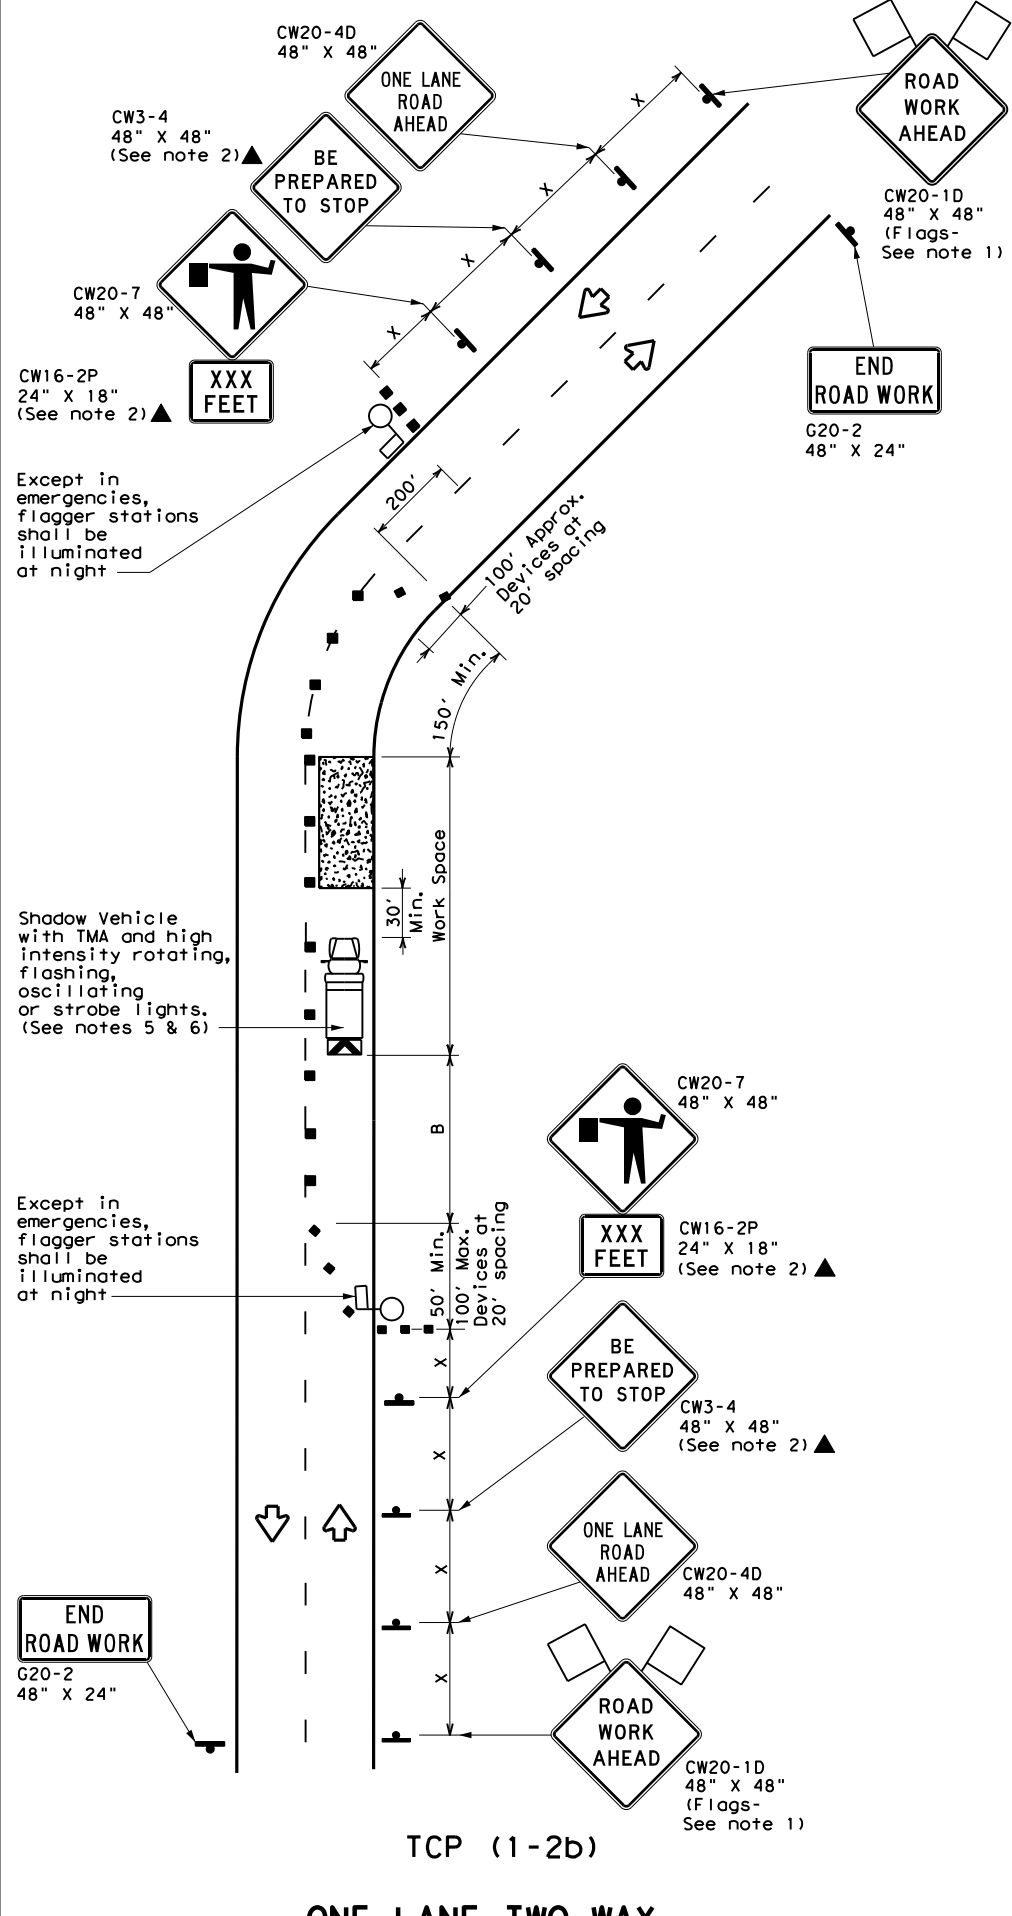 CW20-4D
48" X 48"
ONE LANE
ROAD
AHEAD
ROAD
WORK
AHEAD
CW20-1D
48" X 48"
(Flags-
See note 1)
CW3-4
48" X 48"
(See note 2)
BE
PREPARED
TO STOP
X
X
X
X
CW20-7
48" X 48"
CW16-2P
24" X 18"
(See note 2)
XXX
FEET
END
ROAD WORK
G20-2
48" X 24"
Except in
emergencies,
flagger stations
shall be
illuminated
at night
200'
100' Approx.
Devices at
20' spacing
150' Min.
Work Space
30'
Min.
Shadow Vehicle
with TMA and high
intensity rotating,
flashing,
oscillating
or strobe lights.
(See notes 5 & 6)
B
CW20-7
48" X 48"
XXX
FEET
CW16-2P
24" X 18"
(See note 2)
Except in
emergencies,
flagger stations
shall be
illuminated
at night
50' Min.
100' Max.
Devices at
20' spacing
X
X
X
X
BE
PREPARED
TO STOP
CW3-4
48" X 48"
(See note 2)
ONE LANE
ROAD
AHEAD
CW20-4D
48" X 48"
END
ROAD WORK
G20-2
48" X 24"
ROAD
WORK
AHEAD
CW20-1D
48" X 48"
(Flags-
See note 1)
TCP (1-2b)
ONE LANE TWO WAY